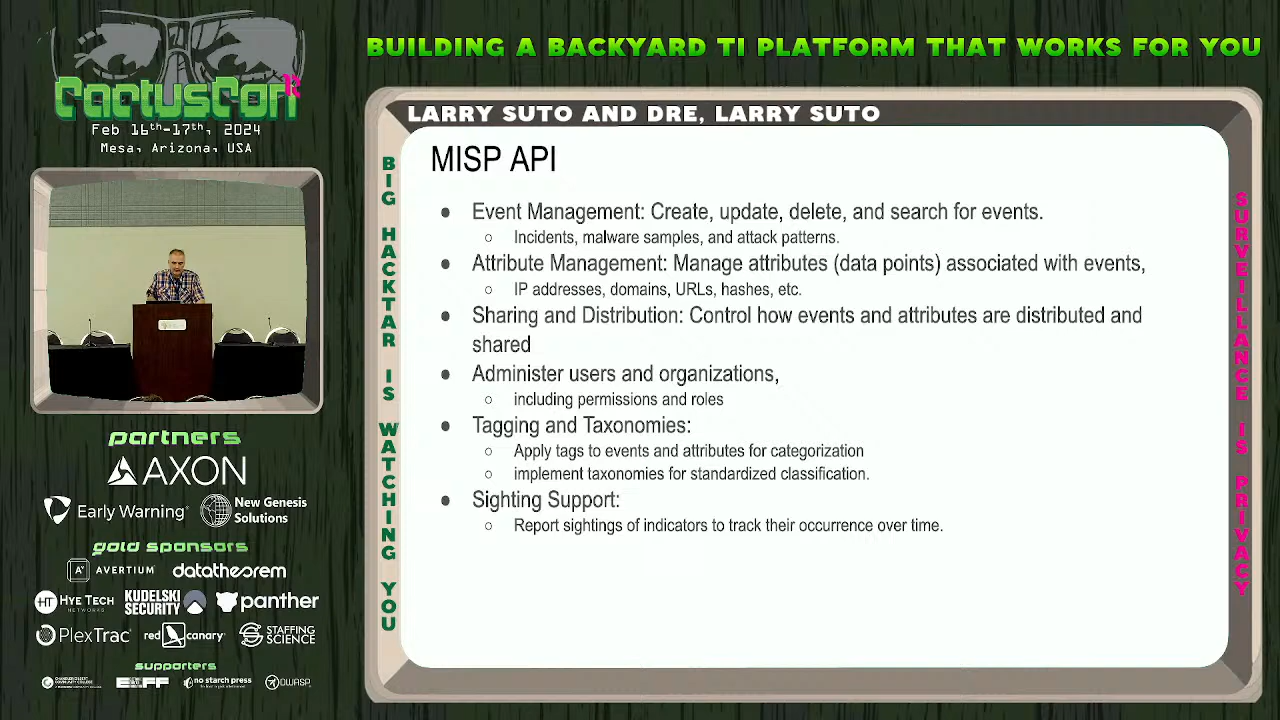 CactusCon
12
Feb 16th-17th, 2024
Mesa, Arizona, USA
BUILDING A BACKYARD TI PLATFORM THAT WORKS FOR YOU
LARRY SUTO AND DRE, LARRY SUTO
BIG HACKTAR IS WATCHING YOU
MISP API
● Event Management: Create, update, delete, and search for events.
○ Incidents, malware samples, and attack patterns.
● Attribute Management: Manage attributes (data points) associated with events,
○ IP addresses, domains, URLs, hashes, etc.
● Sharing and Distribution: Control how events and attributes are distributed and
shared
● Administer users and organizations,
○ including permissions and roles
● Tagging and Taxonomies:
○ Apply tags to events and attributes for categorization
○ implement taxonomies for standardized classification.
● Sighting Support:
○ Report sightings of indicators to track their occurrence over time.
SURVEILLANCE IS PRIVACY
partners
AXON
Early Warning
New Genesis
Solutions
gold sponsors
AVERTIUM
datatheorem
HT HYE TECH
NETWORKS
KUDELSKI
SECURITY
panther
PlexTrac
red canary
STAFFING
SCIENCE
supporters
EFF
no starch press
OWASP